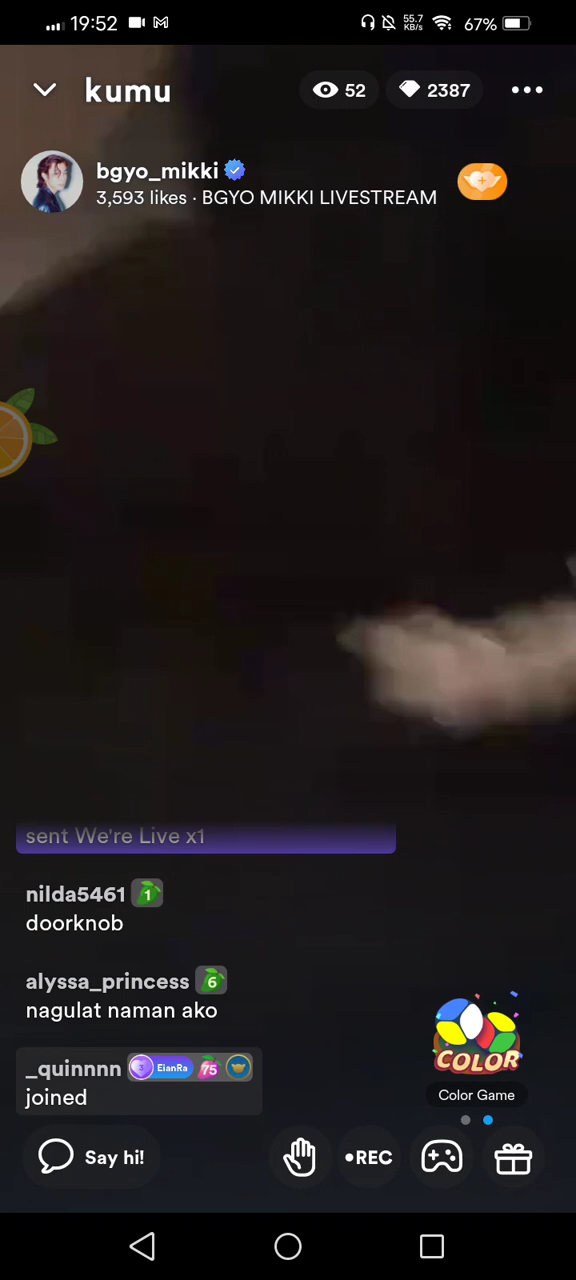 19:52
55.7
KB/s
67%
kumu
52
2387
bgyo_mikki
3,593 likes · BGYO MIKKI LIVESTREAM
sent We're Live x1
nilda5461 1
doorknob
alyssa_princess 6
nagulat naman ako
_quinnnn 3 EianRa 75
joined
COLOR
Color Game
Say hi!
•REC